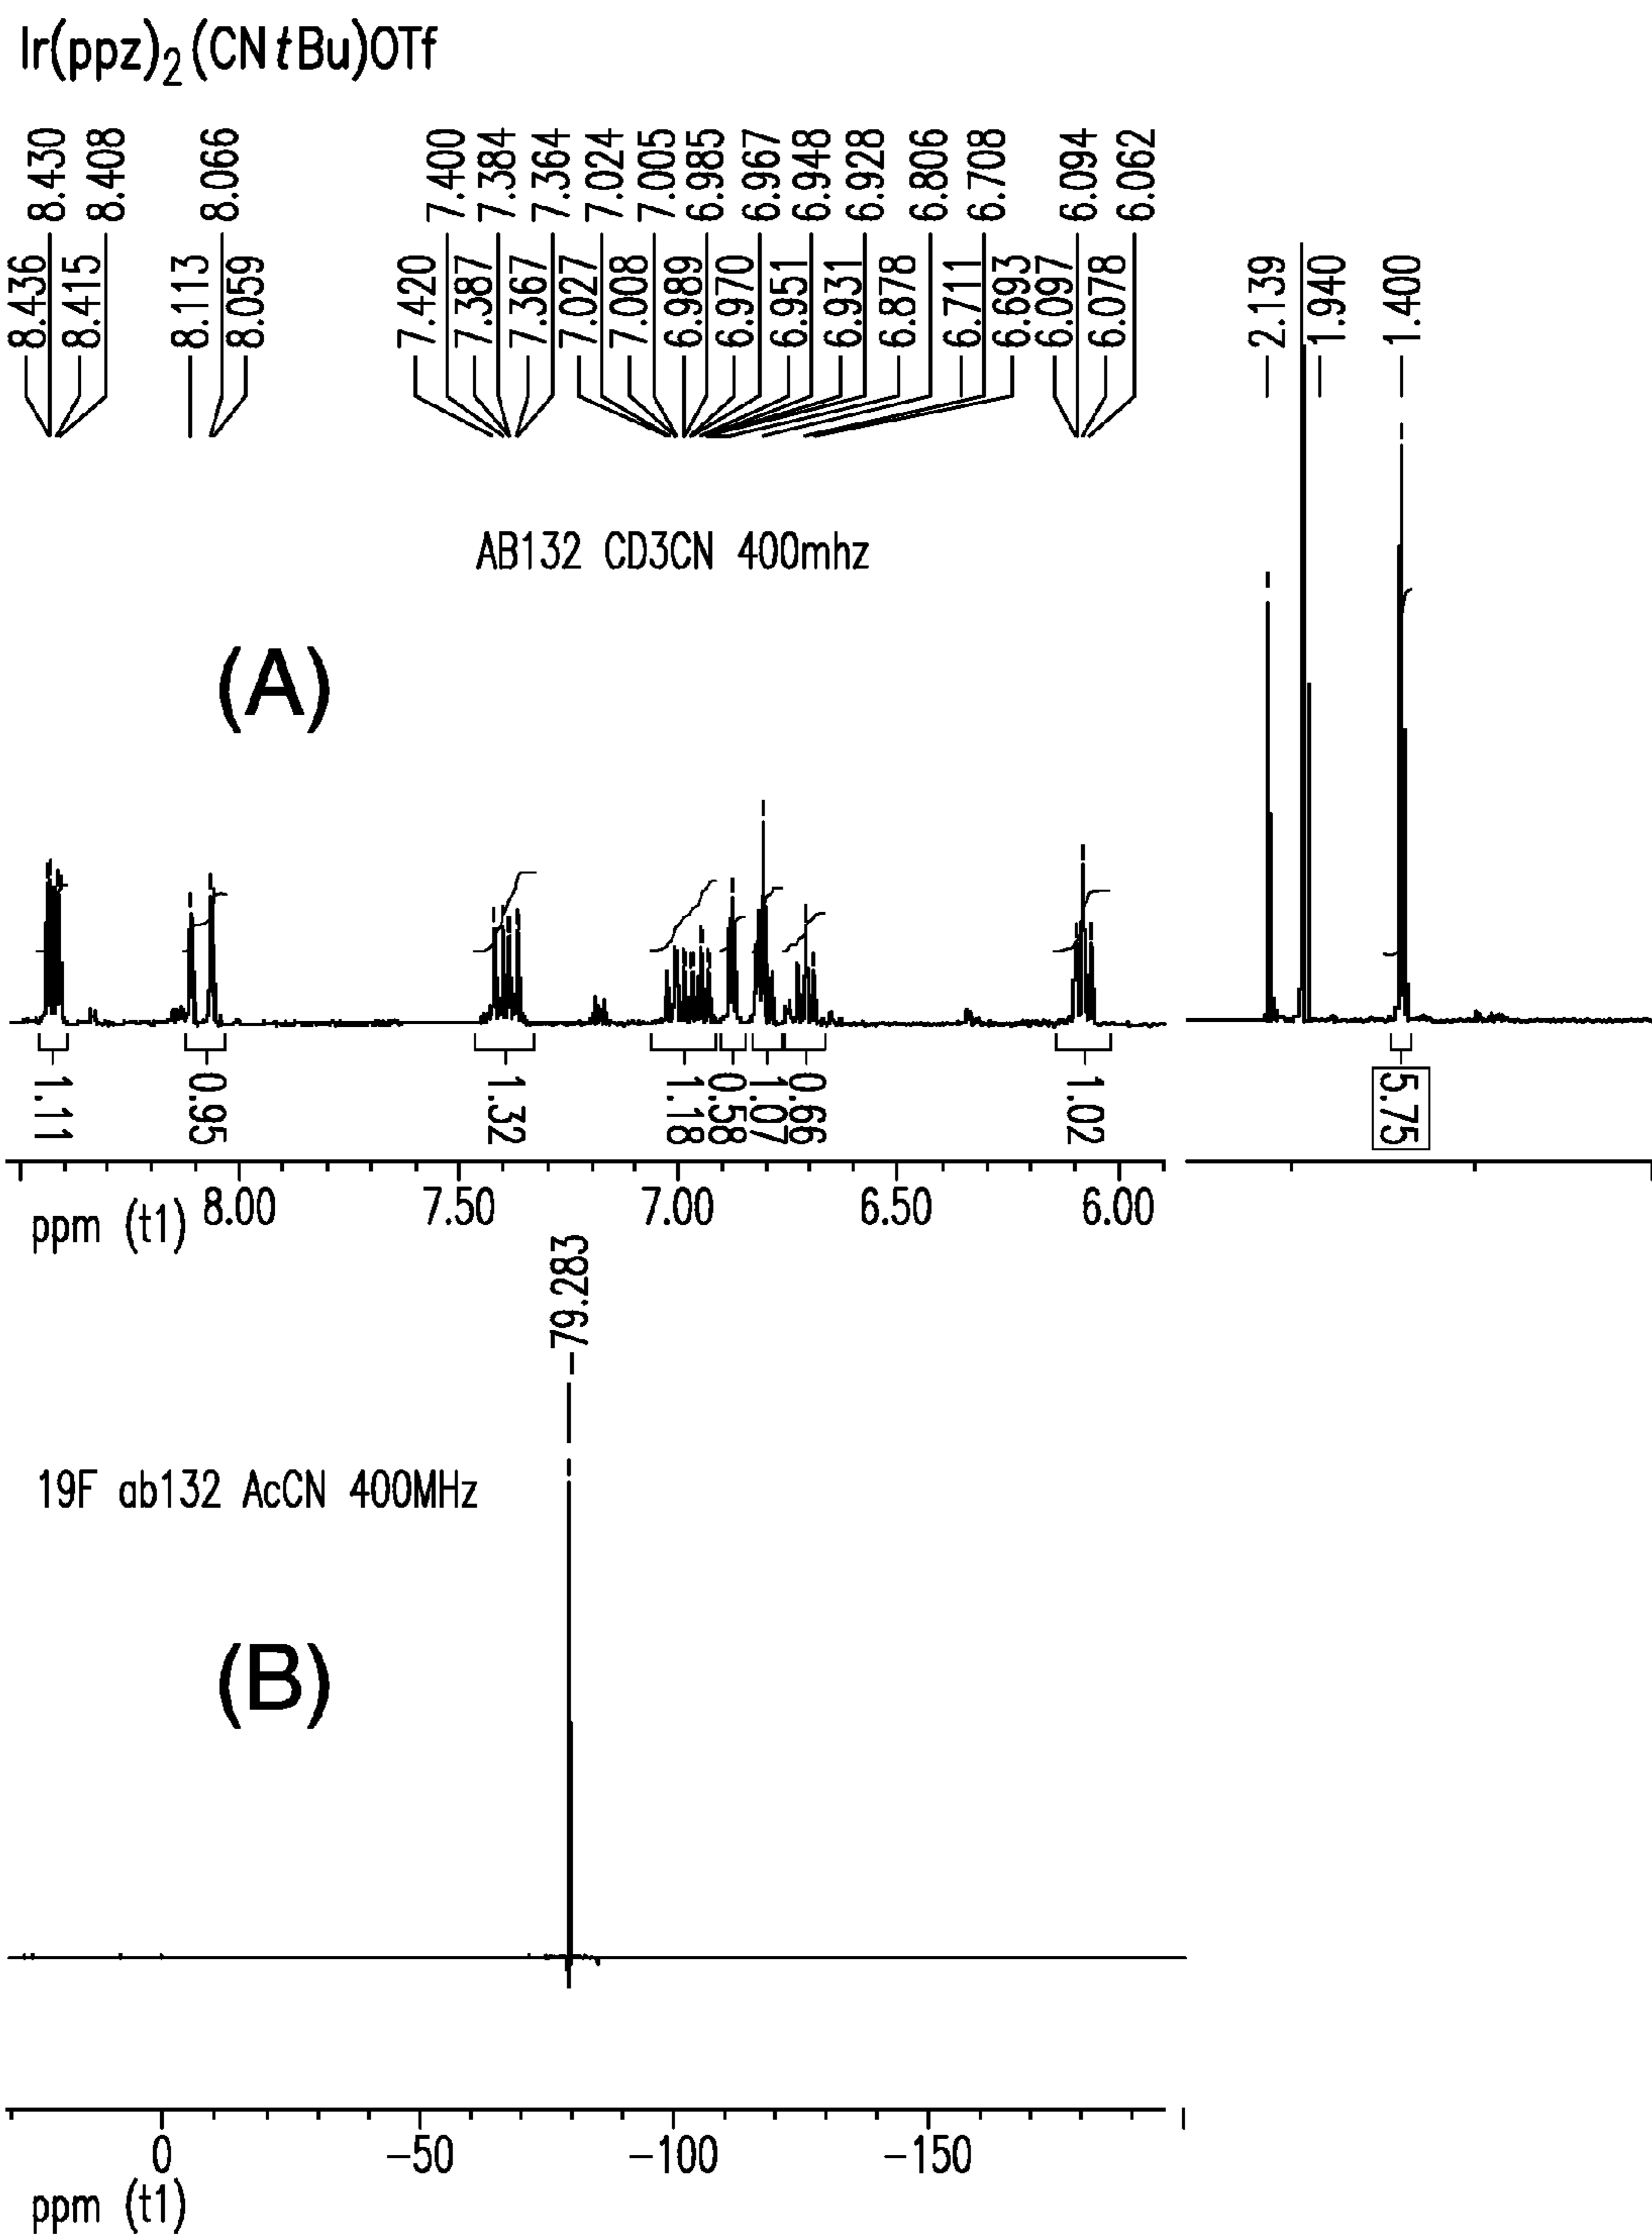 Ir(ppz)2(CNtBu)OTf
8.430 8.408 8.066 7.400 7.384 7.364 7.024 7.005 6.985 6.967 6.948 6.928 6.806 6.708 6.094 6.062
8.436 8.415 8.113 8.059 7.420 7.387 7.367 7.027 7.008 6.989 6.970 6.951 6.931 6.878 6.711 6.693 6.097 6.078 2.139 1.940 1.400
AB132 CD3CN 400mhz
(A)
1.11 0.95 1.32 1.18 0.58 1.07 0.66 1.02 5.75
8.00 7.50 7.00 6.50 6.00
ppm (t1)
-79.283
19F ab132 AcCN 400MHz
(B)
0 -50 -100 -150
ppm (t1)